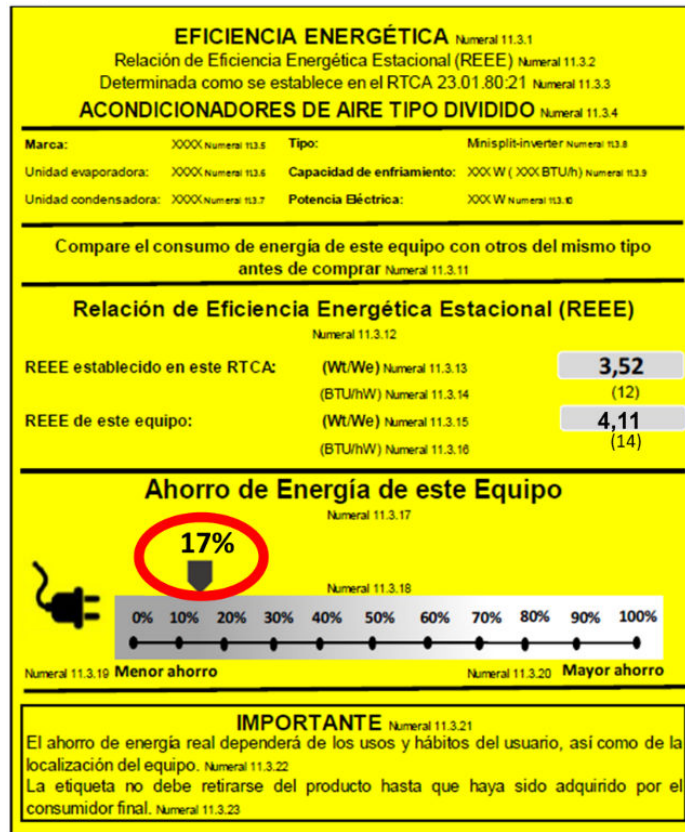 EFICIENCIA ENERGÉTICA Numeral 11.3.1
Relación de Eficiencia Energética Estacional (REEE) Numeral 11.3.2
Determinada como se establece en el RTCA 23.01.80:21 Numeral 11.3.3
ACONDICIONADORES DE AIRE TIPO DIVIDIDO Numeral 11.3.4
Marca: XXXX Numeral 11.3.5 Tipo: Minisplit-inverter Numeral 11.3.8
Unidad evaporadora: XXXX Numeral 11.3.6 Capacidad de enfriamiento: XXX W ( XXX BTU/h) Numeral 11.3.9
Unidad condensadora: XXXX Numeral 11.3.7 Potencia Eléctrica: XXX W Numeral 11.3.10
Compare el consumo de energía de este equipo con otros del mismo tipo
antes de comprar Numeral 11.3.11
Relación de Eficiencia Energética Estacional (REEE)
Numeral 11.3.12
REEE establecido en este RTCA: (Wt/We) Numeral 11.3.13 3,52
(BTU/hW) Numeral 11.3.14 (12)
REEE de este equipo: (Wt/We) Numeral 11.3.15 4,11
(BTU/hW) Numeral 11.3.16 (14)
Ahorro de Energía de este Equipo
Numeral 11.3.17
17%
Numeral 11.3.18
0% 10% 20% 30% 40% 50% 60% 70% 80% 90% 100%
Numeral 11.3.19 Menor ahorro Numeral 11.3.20 Mayor ahorro
IMPORTANTE Numeral 11.3.21
El ahorro de energía real dependerá de los usos y hábitos del usuario, así como de la
localización del equipo. Numeral 11.3.22
La etiqueta no debe retirarse del producto hasta que haya sido adquirido por el
consumidor final. Numeral 11.3.23